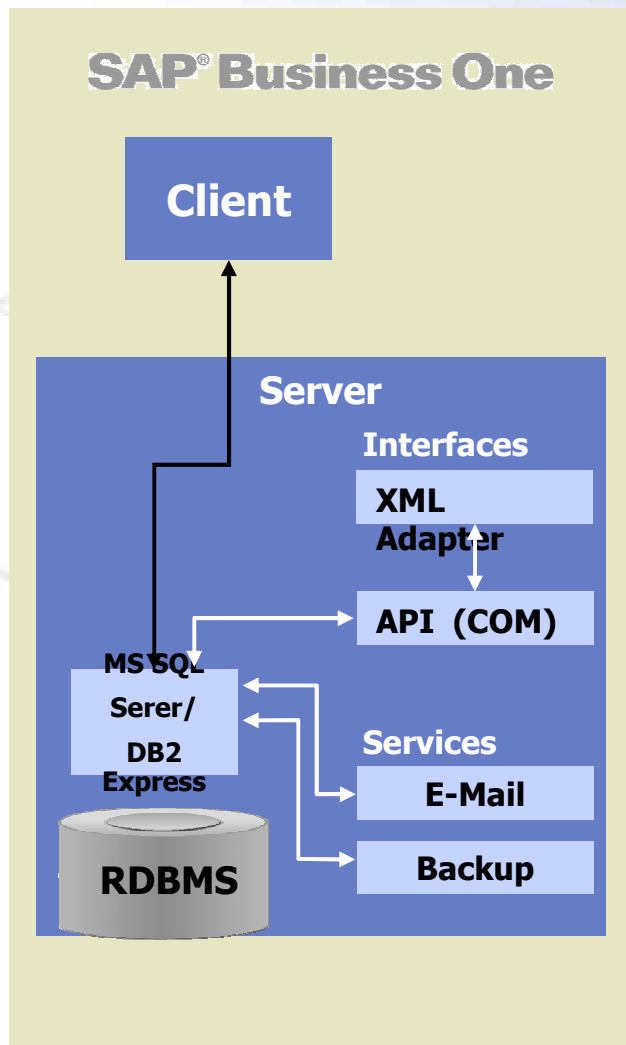 SAP® Business One
Client
Server
Interfaces
XML
Adapter
API (COM)
MS SQL
Serer/
DB2
Express
Services
E-Mail
Backup
RDBMS